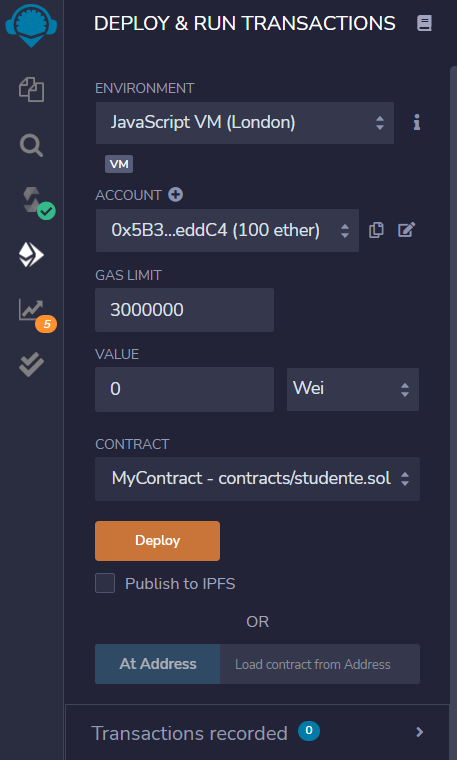 DEPLOY & RUN TRANSACTIONS
ENVIRONMENT
JavaScript VM (London)
VM
ACCOUNT
0x5B3...eddC4 (100 ether)
GAS LIMIT
3000000
5
VALUE
0 Wei
CONTRACT
MyContract - contracts/studente.sol
Deploy
Publish to IPFS
OR
At Address Load contract from Address
Transactions recorded 0